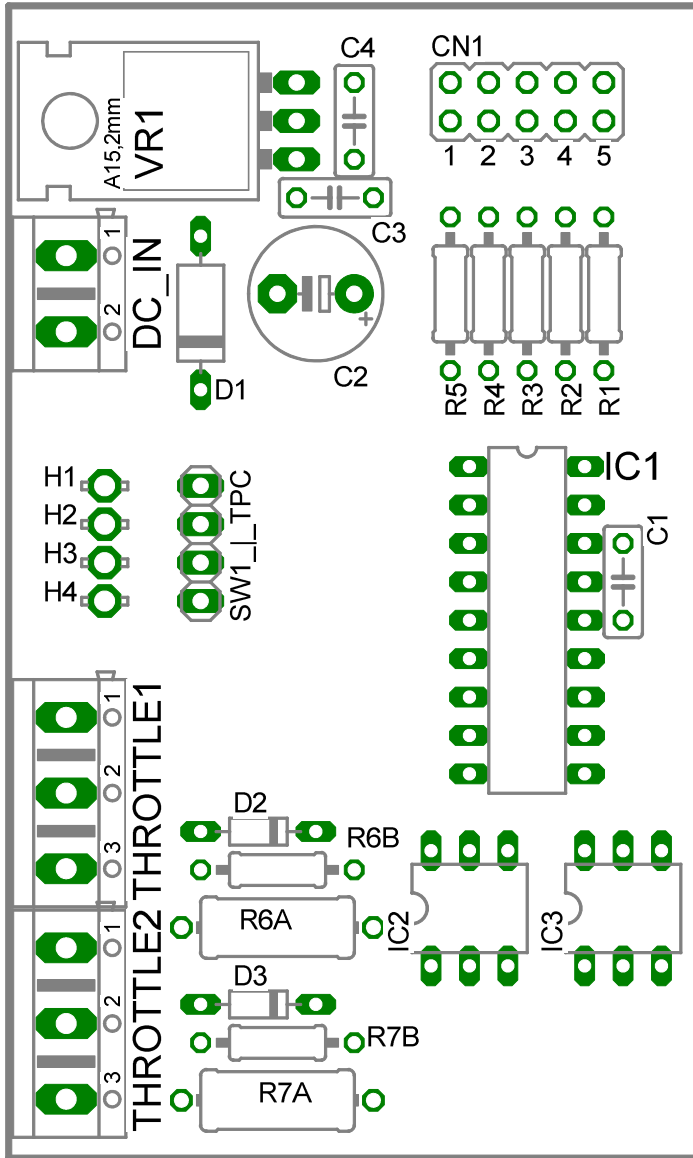 C4
CN1
A15,2mm
VR1
1 2 3 4 5
C3
1
2
DC_IN
+
C2
D1
R5 R4 R3 R2 R1
H1
H2
H3
H4
SW1_|_TPC
IC1
C1
1
2
3
THROTTLE1
D2
R6B
R6A
IC2
IC3
1
2
3
THROTTLE2
D3
R7B
R7A